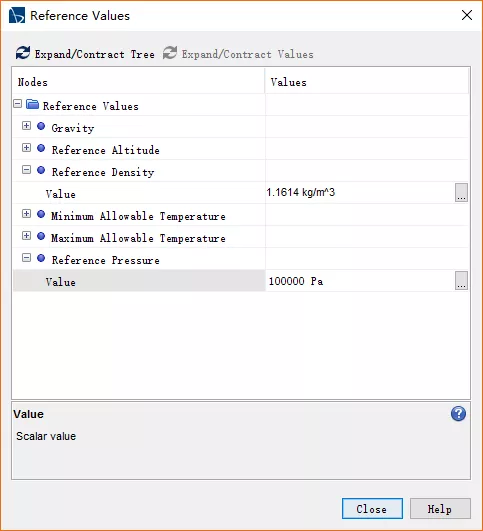 Reference Values
Expand/Contract Tree Expand/Contract Values
Nodes Values
Reference Values
Gravity
Reference Altitude
Reference Density
Value 1.1614 kg/m^3 ...
Minimum Allowable Temperature
Maximum Allowable Temperature
Reference Pressure
Value 100000 Pa ...
Value
Scalar value
Close Help